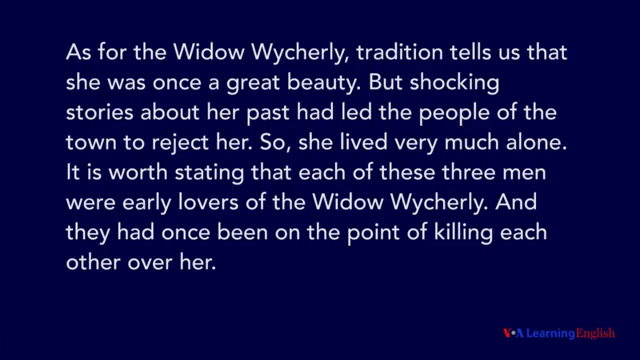 As for the Widow Wycherly, tradition tells us that
she was once a great beauty. But shocking
stories about her past had led the people of the
town to reject her. So, she lived very much alone.
It is worth stating that each of these three men
were early lovers of the Widow Wycherly. And
they had once been on the point of killing each
other over her.
VOA LearningEnglish